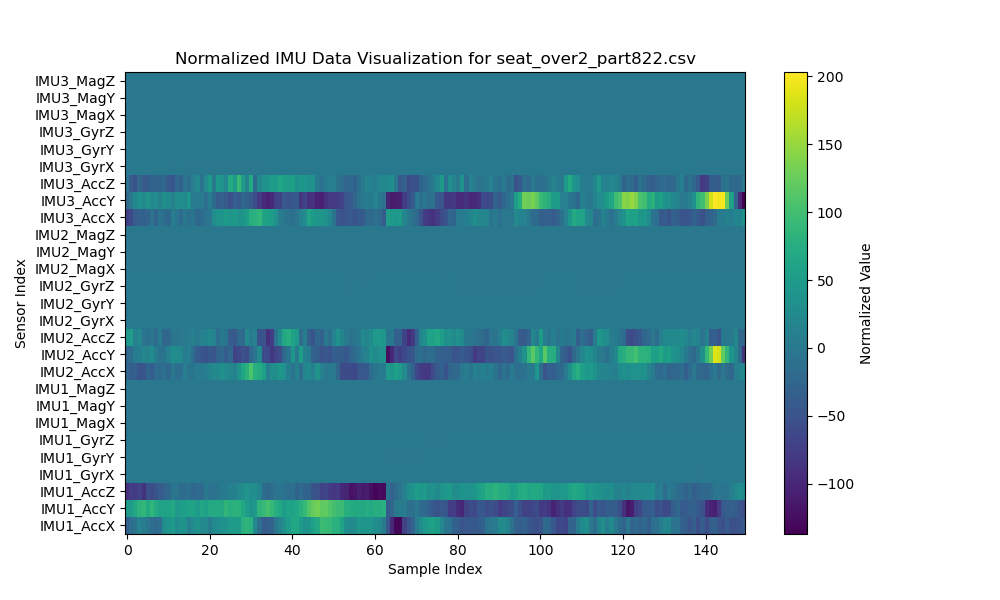 Normalized IMU Data Visualization for seat_over2_part822.csv
IMU3_MagZ
IMU3_MagY
IMU3_MagX
IMU3_GyrZ
IMU3_GyrY
IMU3_GyrX
IMU3_AccZ
IMU3_AccY
IMU3_AccX
IMU2_MagZ
IMU2_MagY
IMU2_MagX
IMU2_GyrZ
IMU2_GyrY
IMU2_GyrX
IMU2_AccZ
IMU2_AccY
IMU2_AccX
IMU1_MagZ
IMU1_MagY
IMU1_MagX
IMU1_GyrZ
IMU1_GyrY
IMU1_GyrX
IMU1_AccZ
IMU1_AccY
IMU1_AccX
Sensor Index
0 20 40 60 80 100 120 140
Sample Index
200
150
100
50
0
−50
−100
Normalized Value